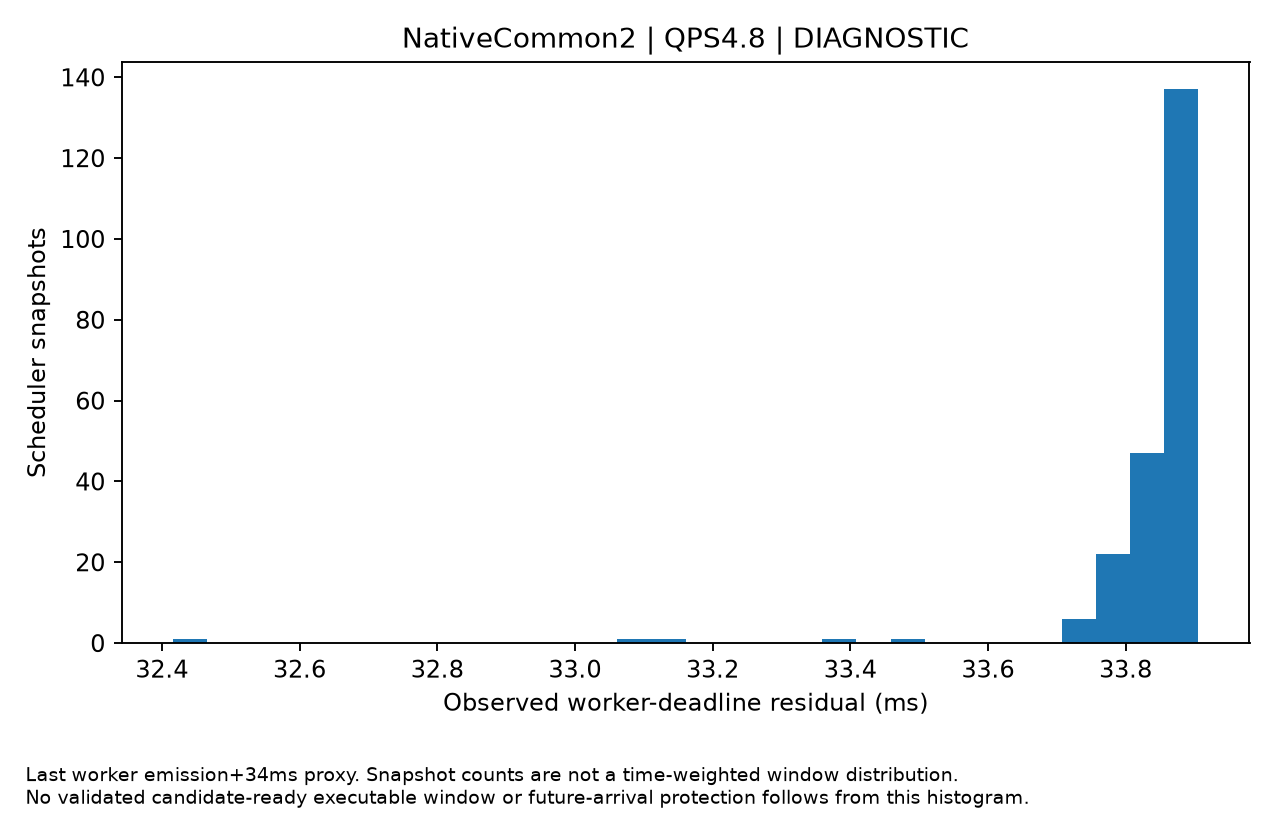 NativeCommon2 | QPS4.8 | DIAGNOSTIC
140
120
100
80
60
40
20
0
Scheduler snapshots
32.4 32.6 32.8 33.0 33.2 33.4 33.6 33.8
Observed worker-deadline residual (ms)
Last worker emission+34ms proxy. Snapshot counts are not a time-weighted window distribution.
No validated candidate-ready executable window or future-arrival protection follows from this histogram.